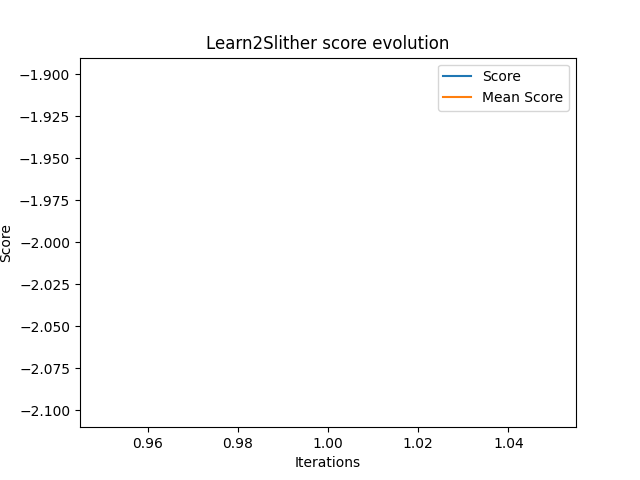 Learn2Slither score evolution
Score
Mean Score
−1.900
−1.925
−1.950
−1.975
−2.000
−2.025
−2.050
−2.075
−2.100
Score
0.96 0.98 1.00 1.02 1.04
Iterations